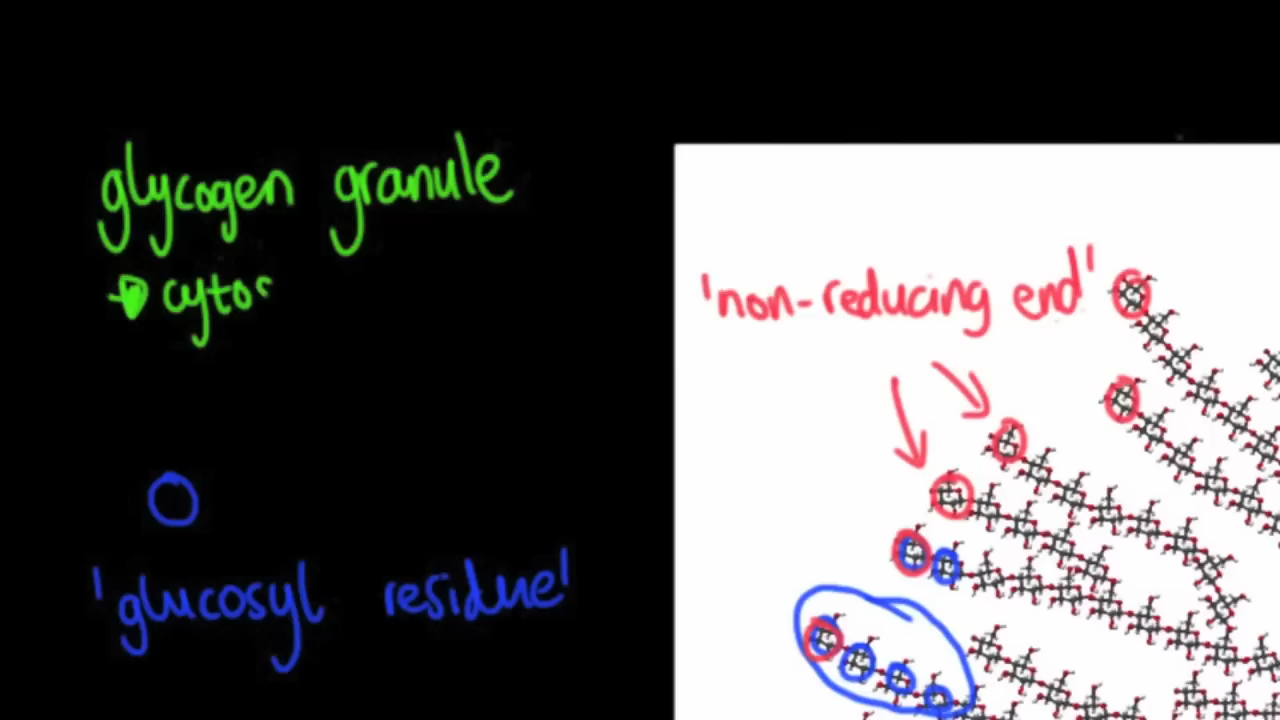 glycogen granule
cytos
'non-reducing end'
'glucosyl residue'